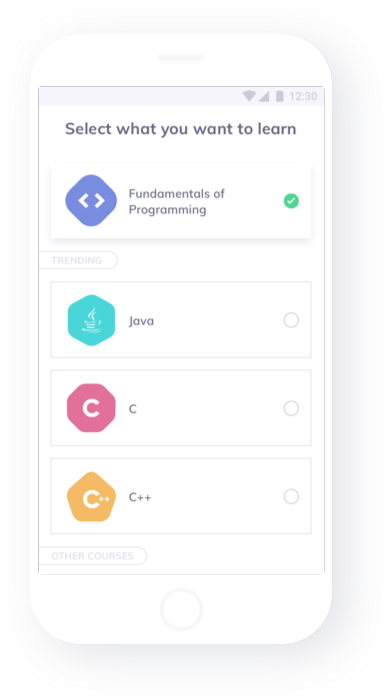 12:30
Select what you want to learn
Fundamentals of
Programming
TRENDING
Java
C
C
C++
C++
OTHER COURSES